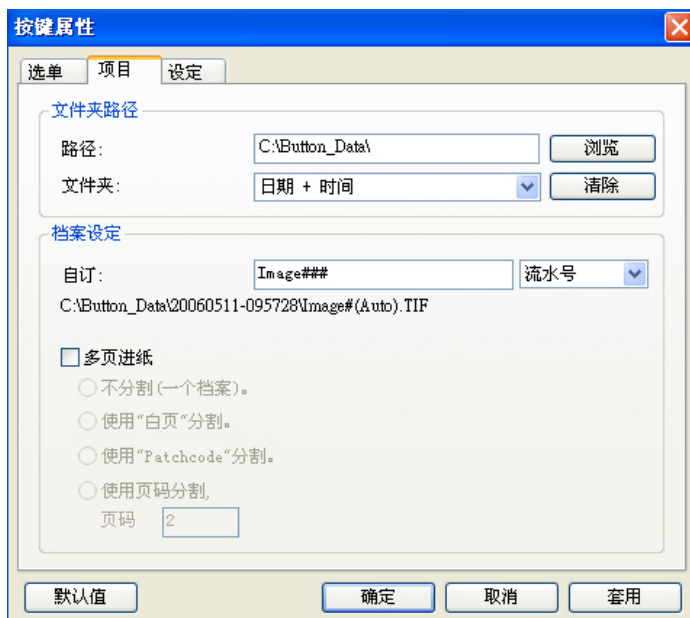 按键属性
选单 项目 设定
文件夹路径
路径: C:\Button_Data\ 浏览
文件夹: 日期 + 时间 清除
档案设定
自订: Image### 流水号
C:\Button_Data\20060511-095728\Image#(Auto).TIF
多页进纸
不分割(一个档案)。
使用"白页"分割。
使用"Patchcode"分割。
使用页码分割,
页码 2
默认值 确定 取消 套用